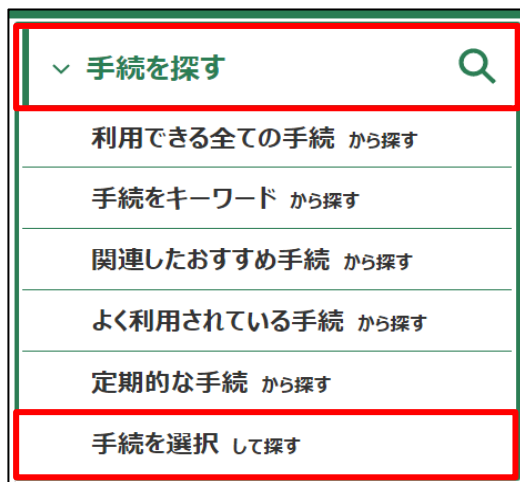 手続を探す
利用できる全ての手続 から探す
手続をキーワード から探す
関連したおすすめ手続 から探す
よく利用されている手続 から探す
定期的な手続 から探す
手続を選択 して探す